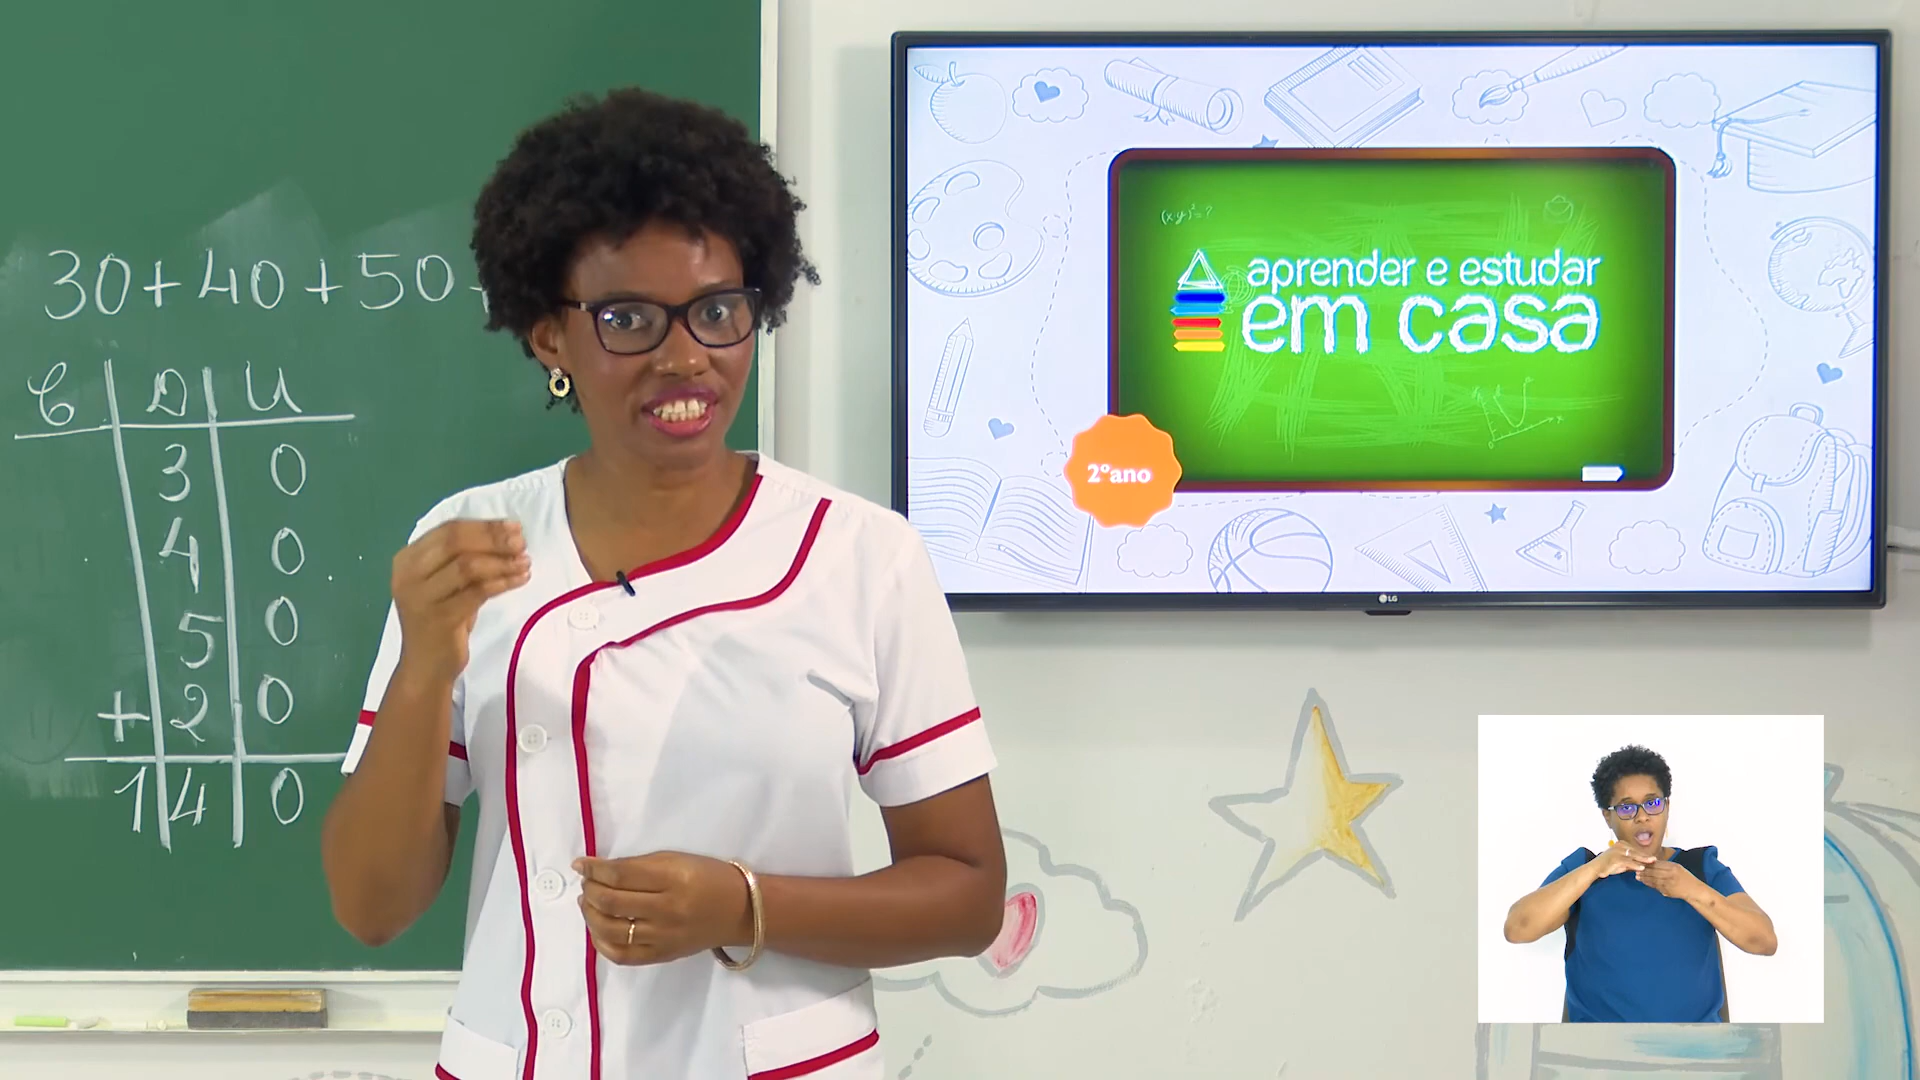 30+40+50+
C D U
3 0
4 0
5 0
+ 2 0
1 4 0
(x·y)²=?
aprender e estudar
em casa
2ºano
LG